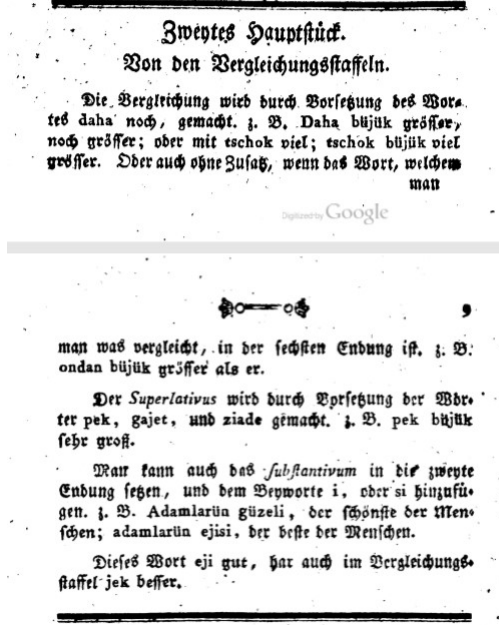 Zweytes Hauptstück.
Von den Vergleichungsstaffeln.
Die Vergleichung wird durch Vorsetzung des Wor-
tes daha noch, gemacht. z. B. Daha büjük grösser,
noch grösser; oder mit tschok viel; tschok büjük viel
grösser. Oder auch ohne Zusatz, wenn das Wort, welchem
man
Digitized by Google
9
man was vergleicht, in der sechsten Endung ist. z. B.
ondan büjük grösser als er.
Der Superlativus wird durch Vorsetzung der Wör-
ter pek, gajet, und ziade gemacht. z. B. pek büjük
sehr groß.
Man kann auch das substantivum in die zweyte
Endung setzen, und dem Beyworte i, oder si hinzufü-
gen. z. B. Adamlarün güzeli, der schönste der Men-
schen; adamlarün ejisi, der beste der Menschen.
Dieses Wort eji gut, hat auch im Vergleichungs-
staffel jek besser.